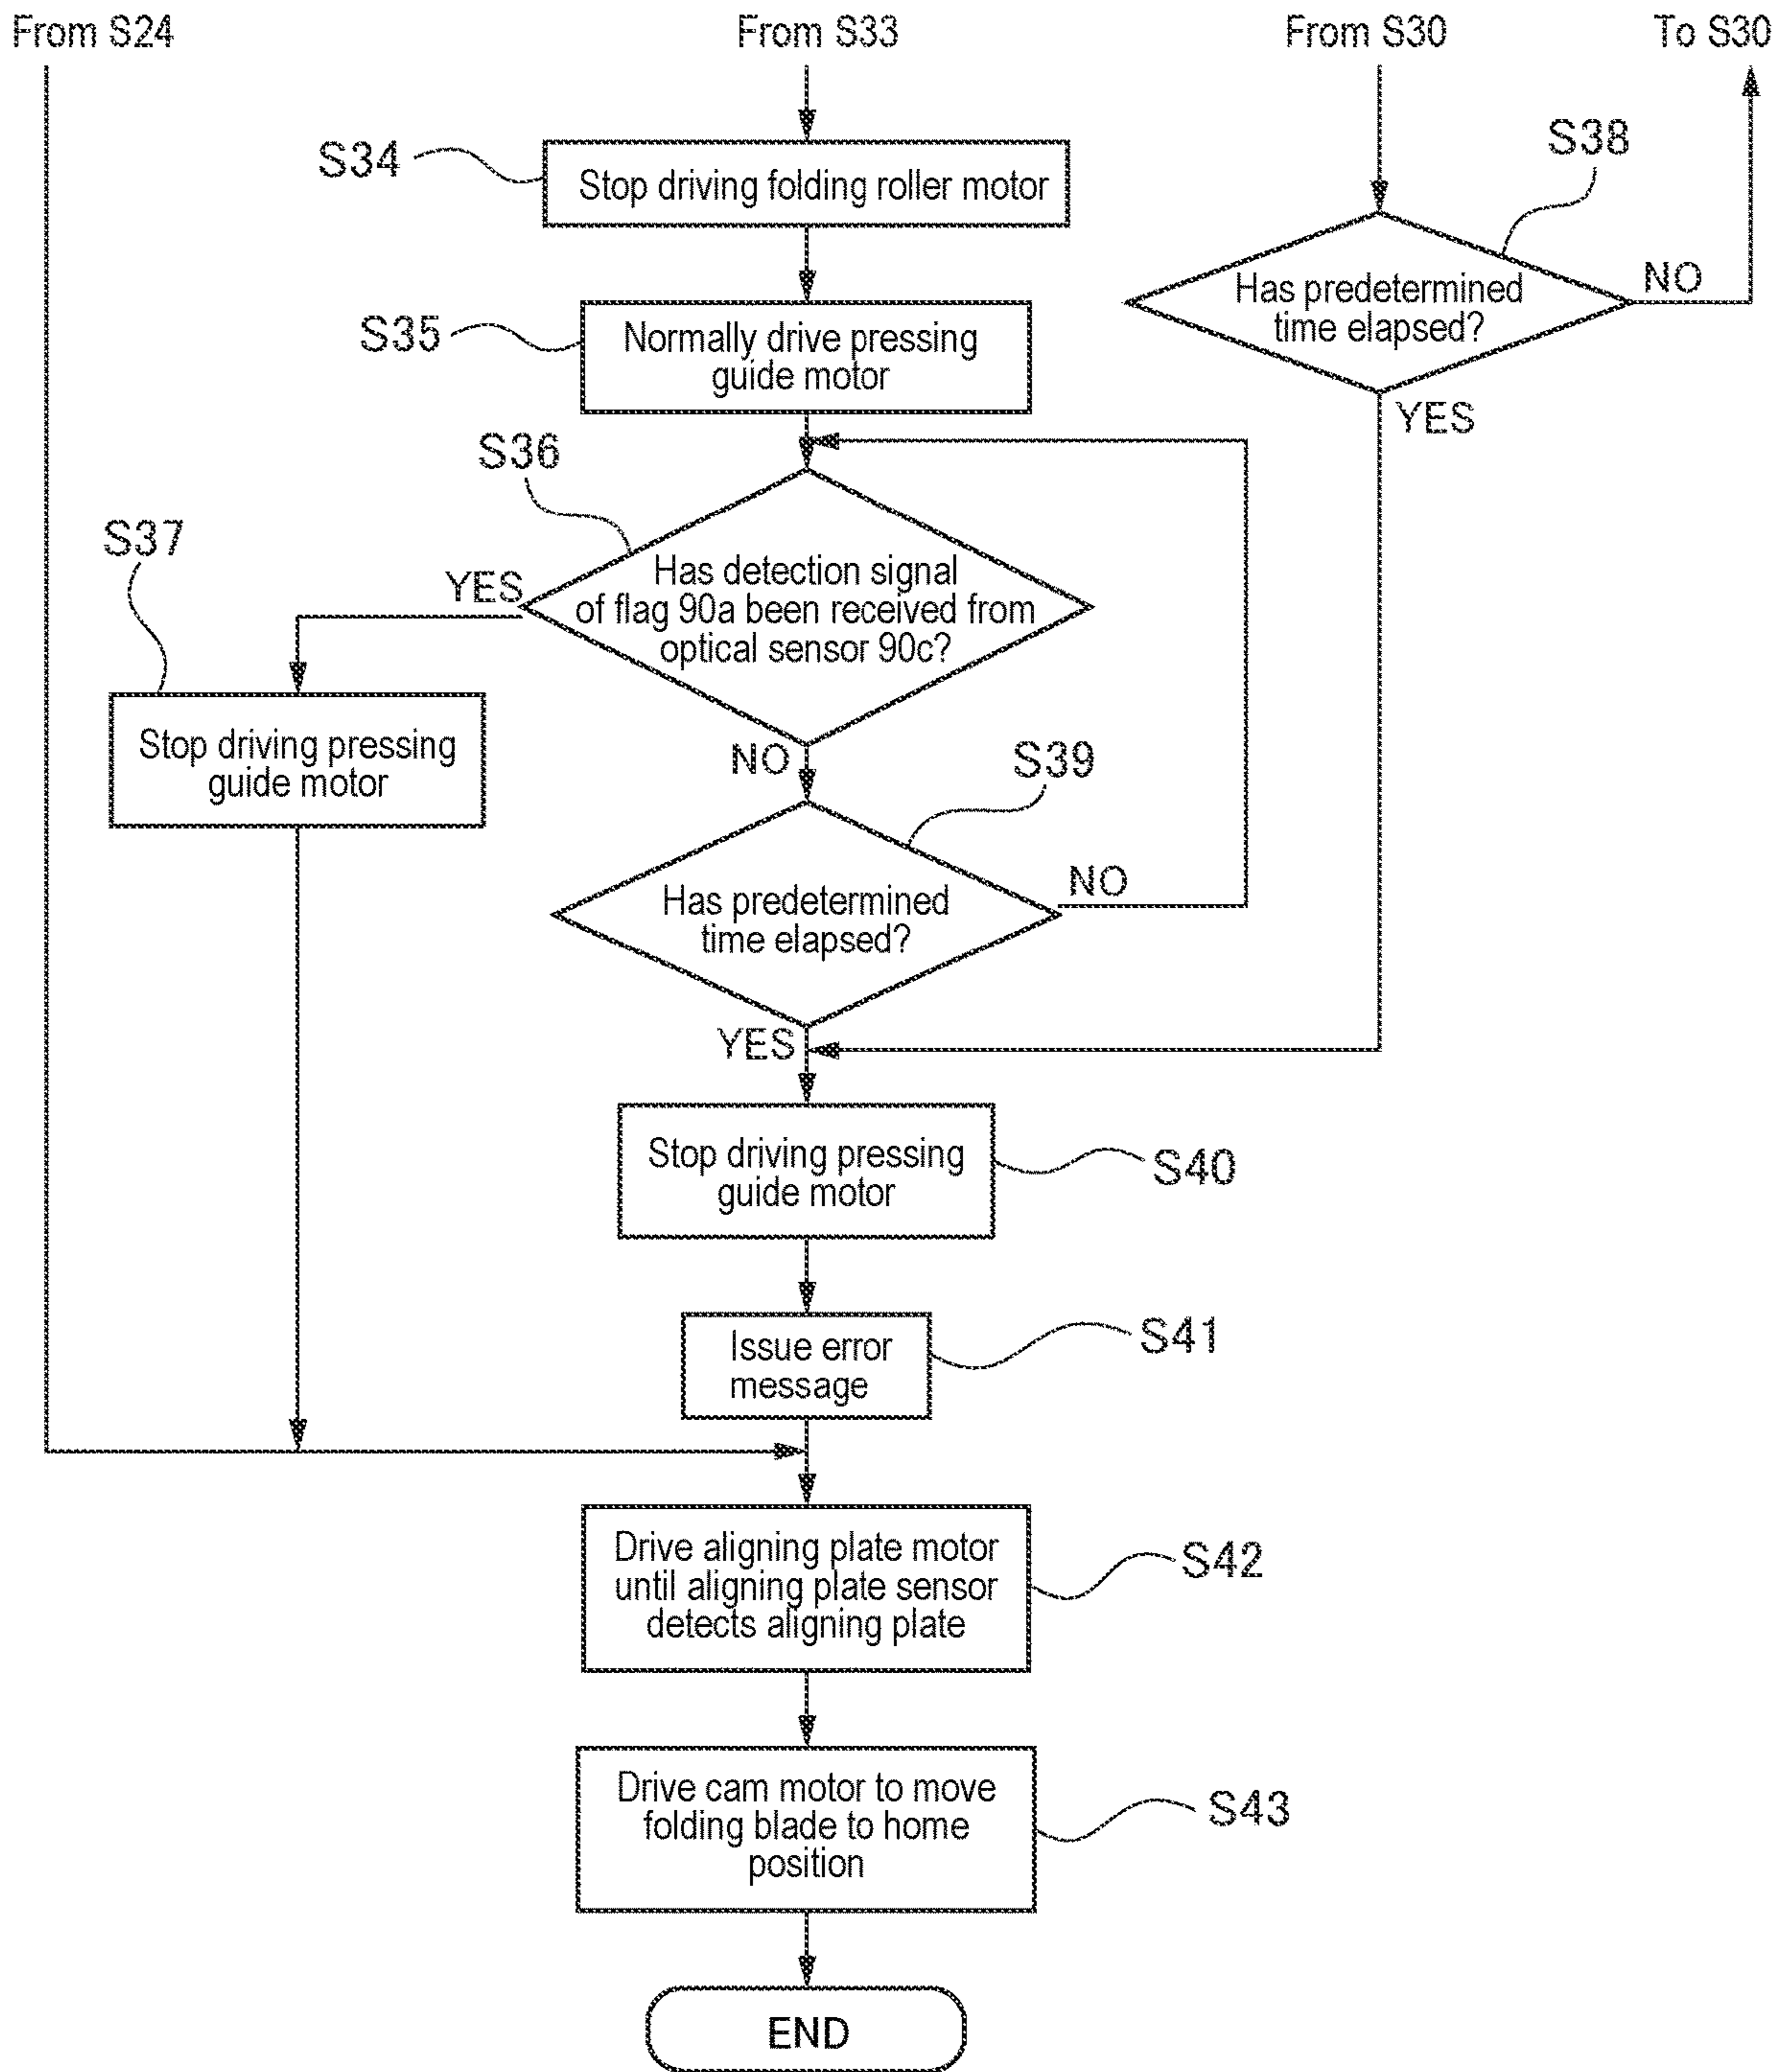 From S24
From S33
From S30
To S30
S34
Stop driving folding roller motor
S38
Has predetermined
time elapsed?
NO
YES
S35
Normally drive pressing
guide motor
S36
Has detection signal
of flag 90a been received from
optical sensor 90c?
YES
NO
S37
Stop driving pressing
guide motor
S39
Has predetermined
time elapsed?
NO
YES
Stop driving pressing
guide motor
S40
Issue error
message
S41
Drive aligning plate motor
until aligning plate sensor
detects aligning plate
S42
Drive cam motor to move
folding blade to home
position
S43
END